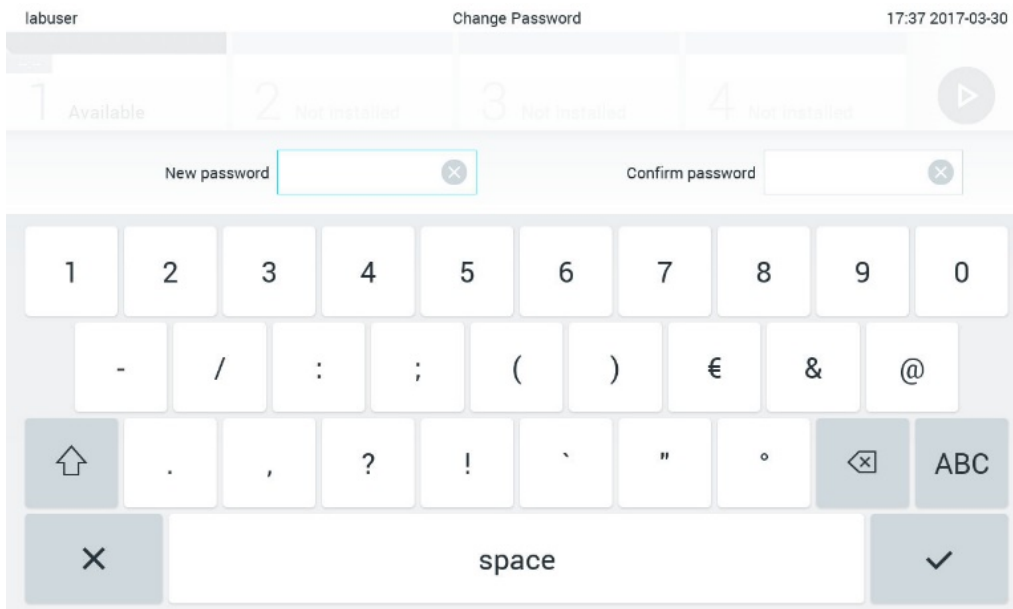 labuser Change Password 17:37 2017-03-30
1 Available 2 Not installed 3 Not installed 4 Not installed
New password Confirm password
1 2 3 4 5 6 7 8 9 0
- / : ; ( ) € & @
. , ? ! ` " ° ABC
space